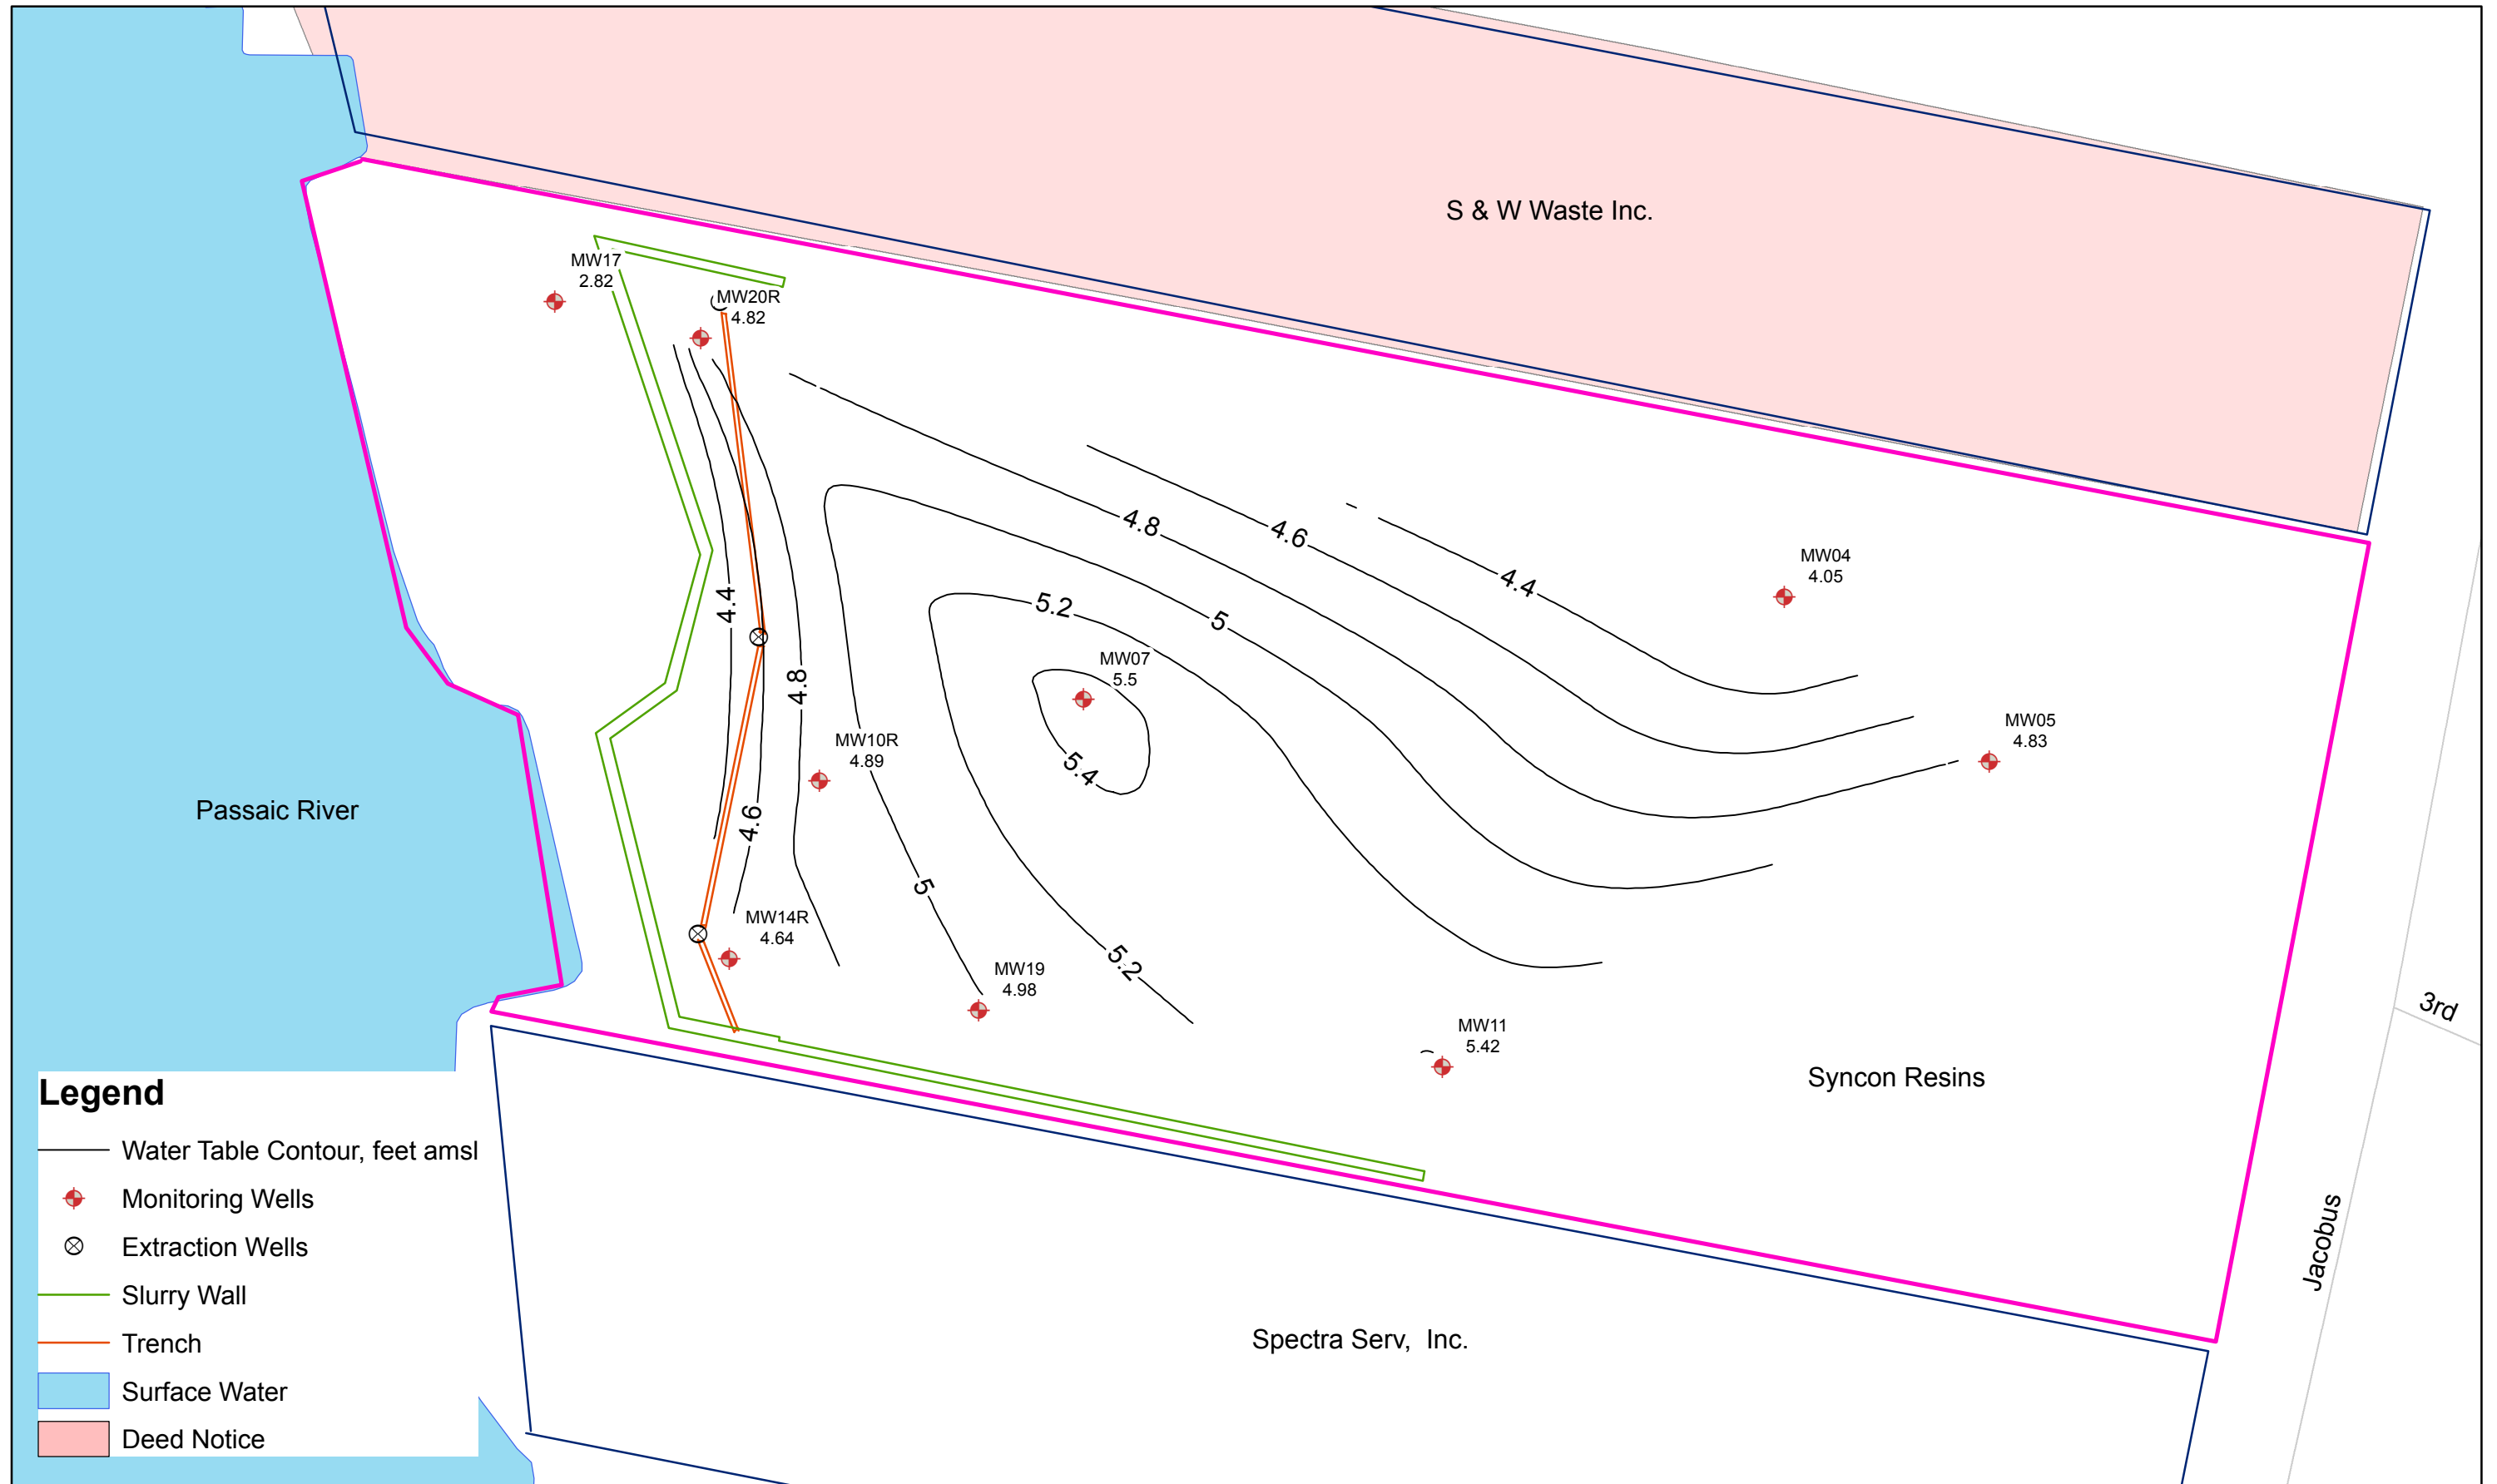 S & W Waste Inc.
MW17
2.82
MW20R
4.82
4.8
4.6
4.4
MW04
4.05
4.4
5.2
5
MW07
5.5
4.8
MW05
4.83
MW10R
4.89
5.4
Passaic River
4.6
5
MW14R
4.64
5.2
MW19
4.98
3rd
MW11
5.42
Syncon Resins
Jacobus
Spectra Serv, Inc.
Legend
Water Table Contour, feet amsl
Monitoring Wells
Extraction Wells
Slurry Wall
Trench
Surface Water
Deed Notice